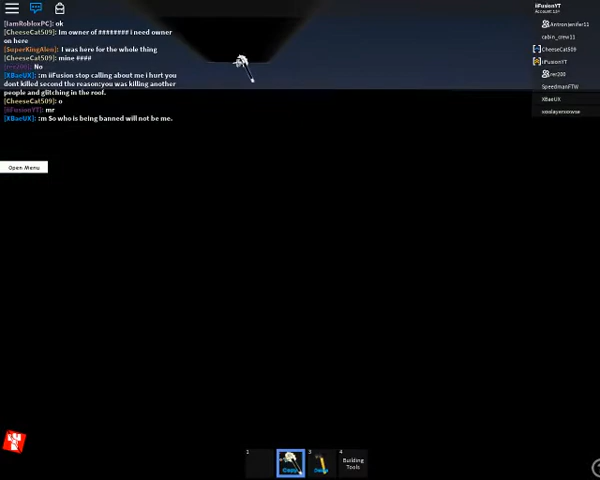 [IamRobloxPC]: ok
[CheeseCat509]: Im owner of ######## i need owner
on here
[SuperKingAlen]: I was here for the whole thing
[CheeseCat509]: mine ####
No
[XBaeUX]: :m iiFusion stop calling about me i hurt you
dont killed second the reason:you was killing another
people and glitching in the roof.
[CheeseCat509]: o
[iiFusionYT]: mr
[XBaeUX]: :m So who is being banned will not be me.
Open Menu
iiFusionYT
Account: 13+
cabin_crew11
CheeseCat509
iiFusionYT
SpeedmanFTW
XBaeUX
1
Copy
3
4
Building
Tools